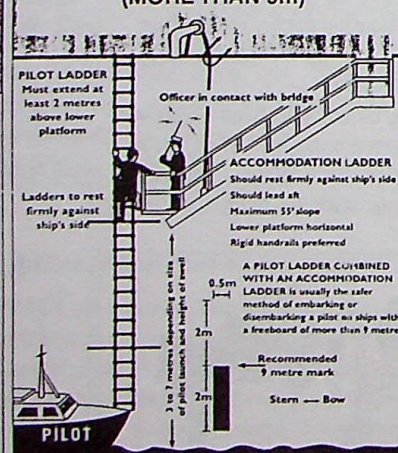 (MORE THAN 9m)
PILOT LADDER
Must extend at
least 2 metres
above lower
platform
Officer in contact with bridge
Ladders to rest
firmly against
ship's side
ACCOMMODATION LADDER
Should rest firmly against ship's side
Should lead aft
Maximum 55° slope
Lower platform horizontal
Rigid handrails preferred
3 to 7 metres depending on size
of pilot launch and height of swell
A PILOT LADDER COMBINED
WITH AN ACCOMMODATION
LADDER is usually the safer
method of embarking or
disembarking a pilot on ships with
a freeboard of more than 9 metre
0.5m
2m
Recommended
9 metre mark
2m
Stern Bow
PILOT